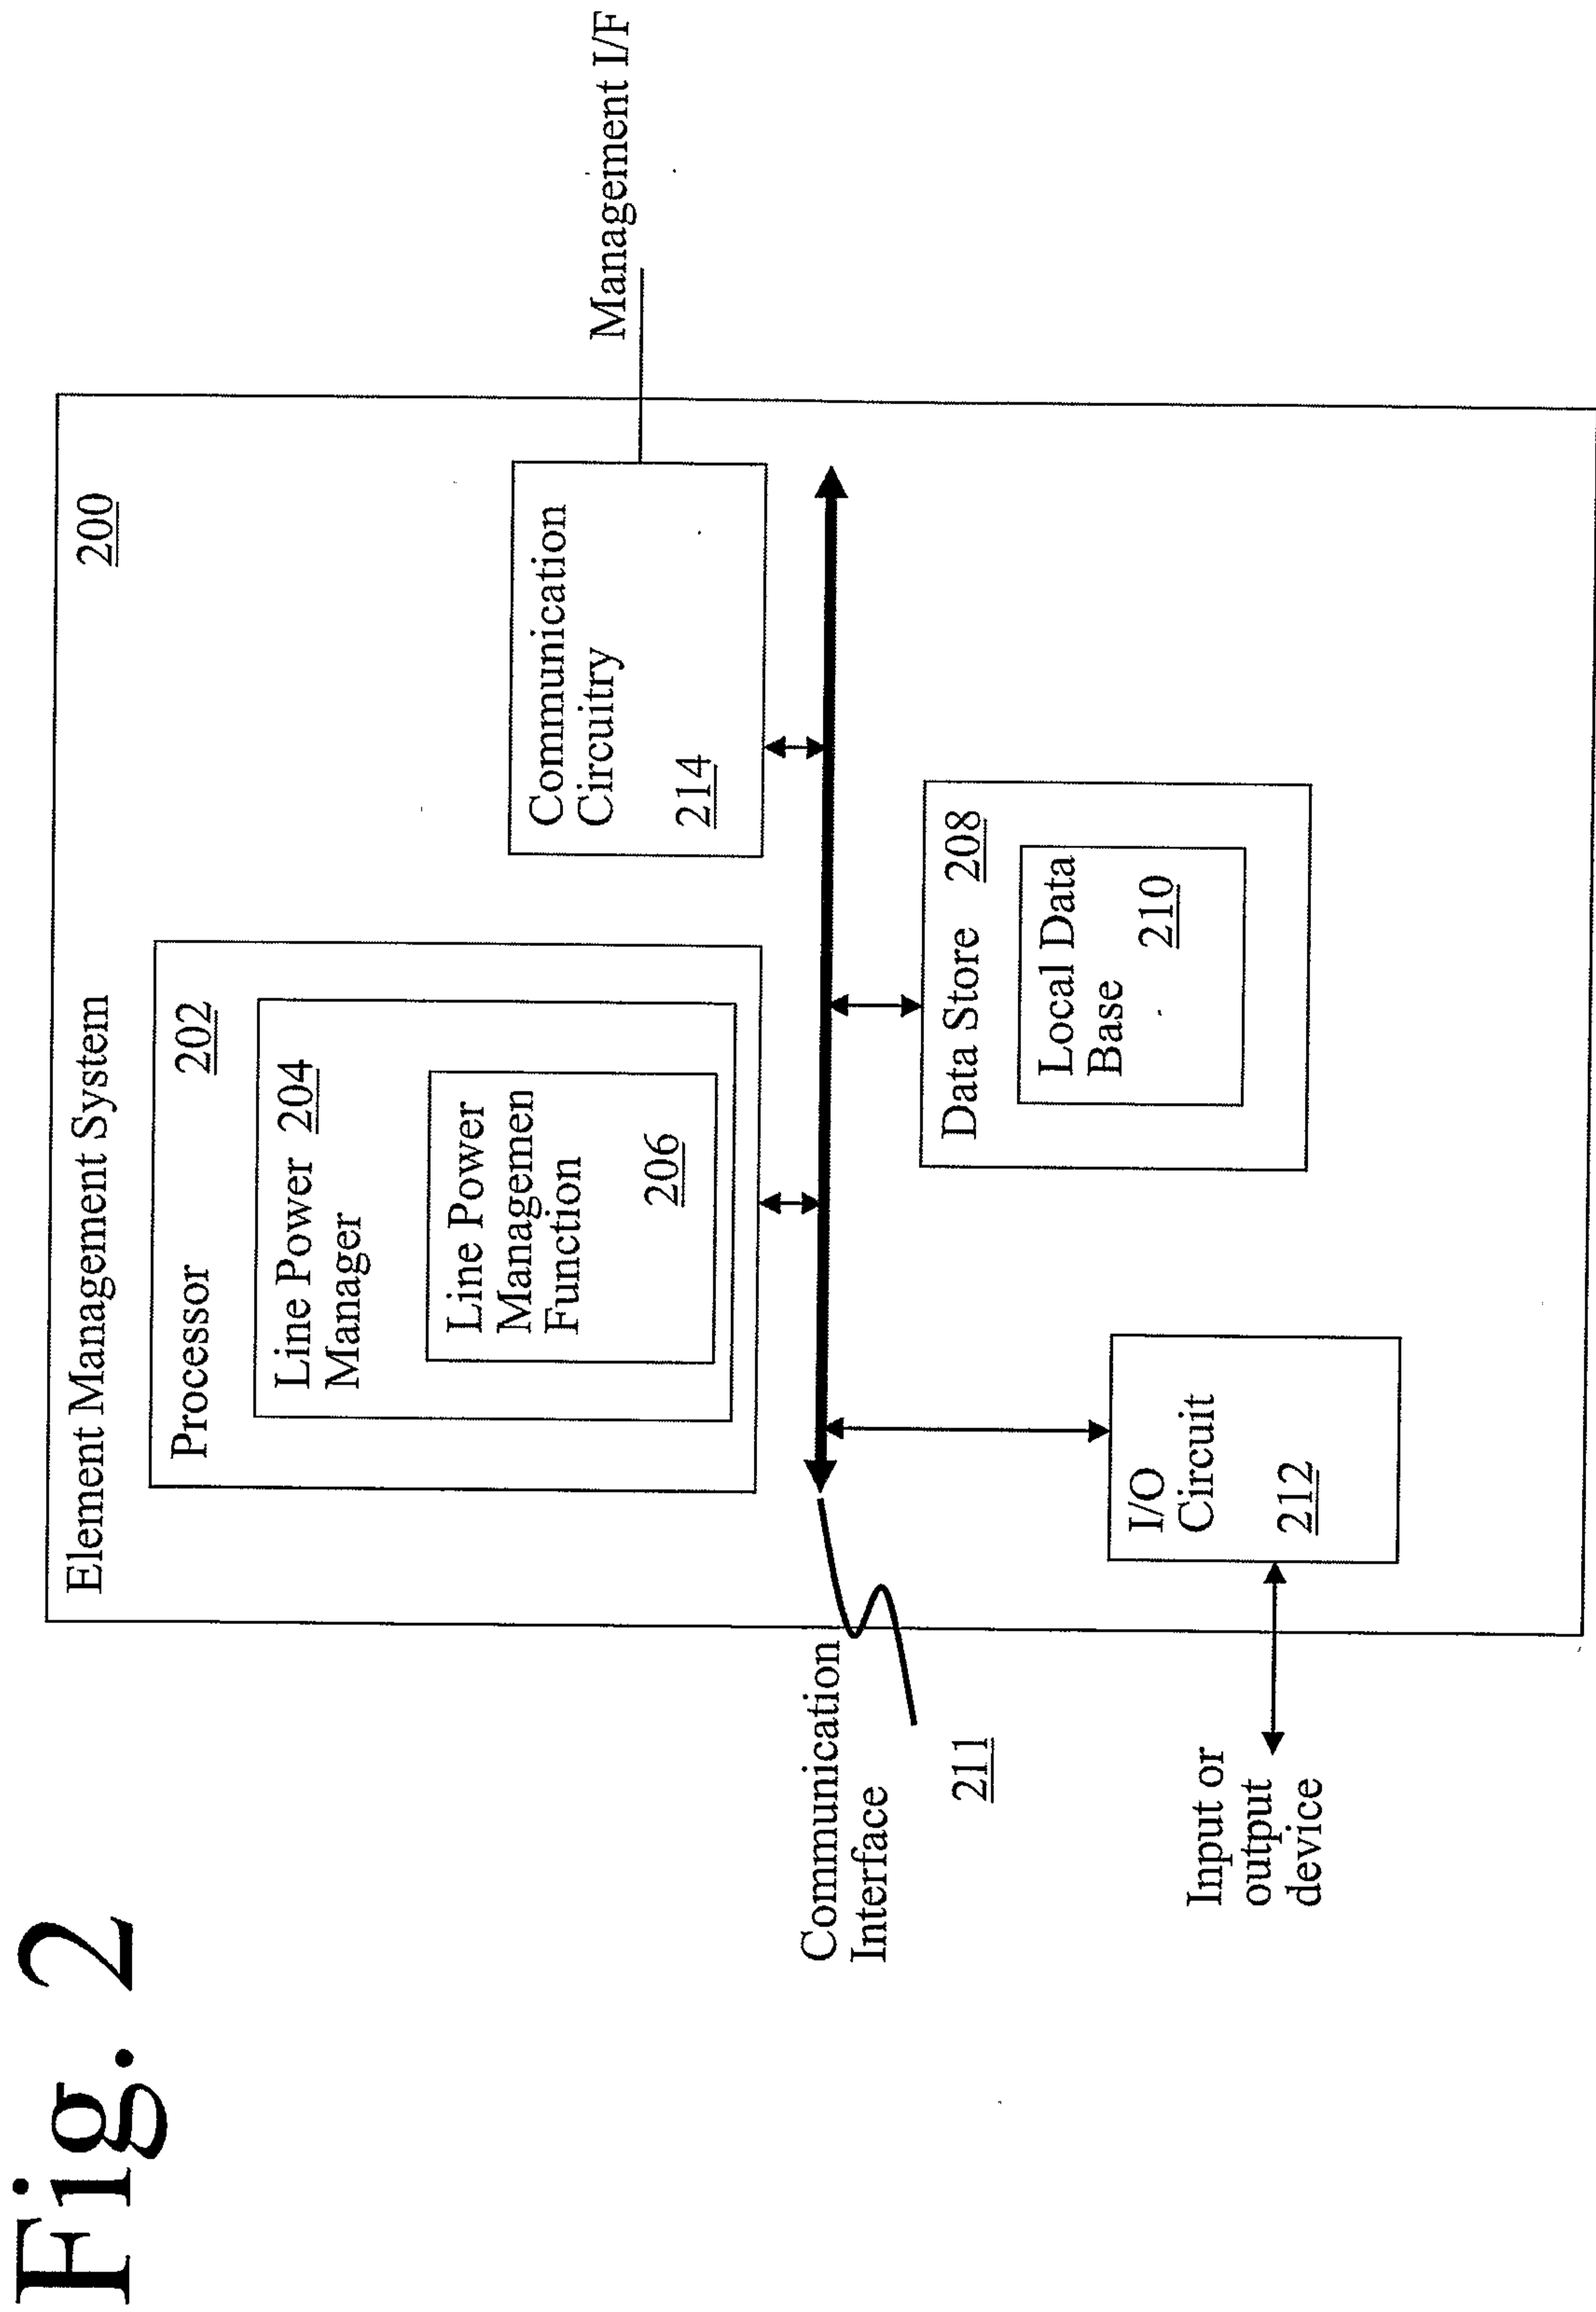 Fig. 2
Element Management System
200
Processor
202
Line Power 204
Manager
Line Power
Managemen
Function
206
Communication
Circuitry
214
Management I/F
Communication
Interface
211
Data Store 208
Local Data
Base
210
I/O
Circuit
212
Input or
output
device